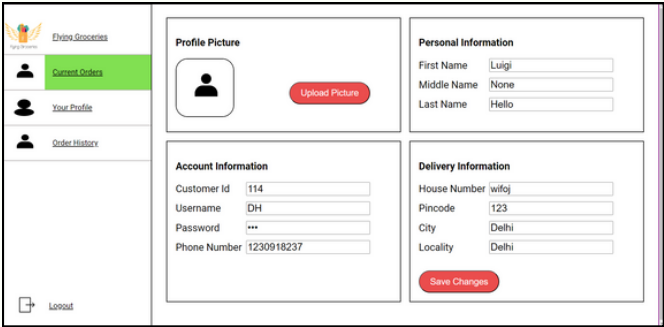 Flying Groceries
Flying Groceries
Current Orders
Your Profile
Order History
Logout
Profile Picture
Upload Picture
Personal Information
First Name Luigi
Middle Name None
Last Name Hello
Account Information
Customer Id 114
Username DH
Password •••
Phone Number 1230918237
Delivery Information
House Number wifoj
Pincode 123
City Delhi
Locality Delhi
Save Changes